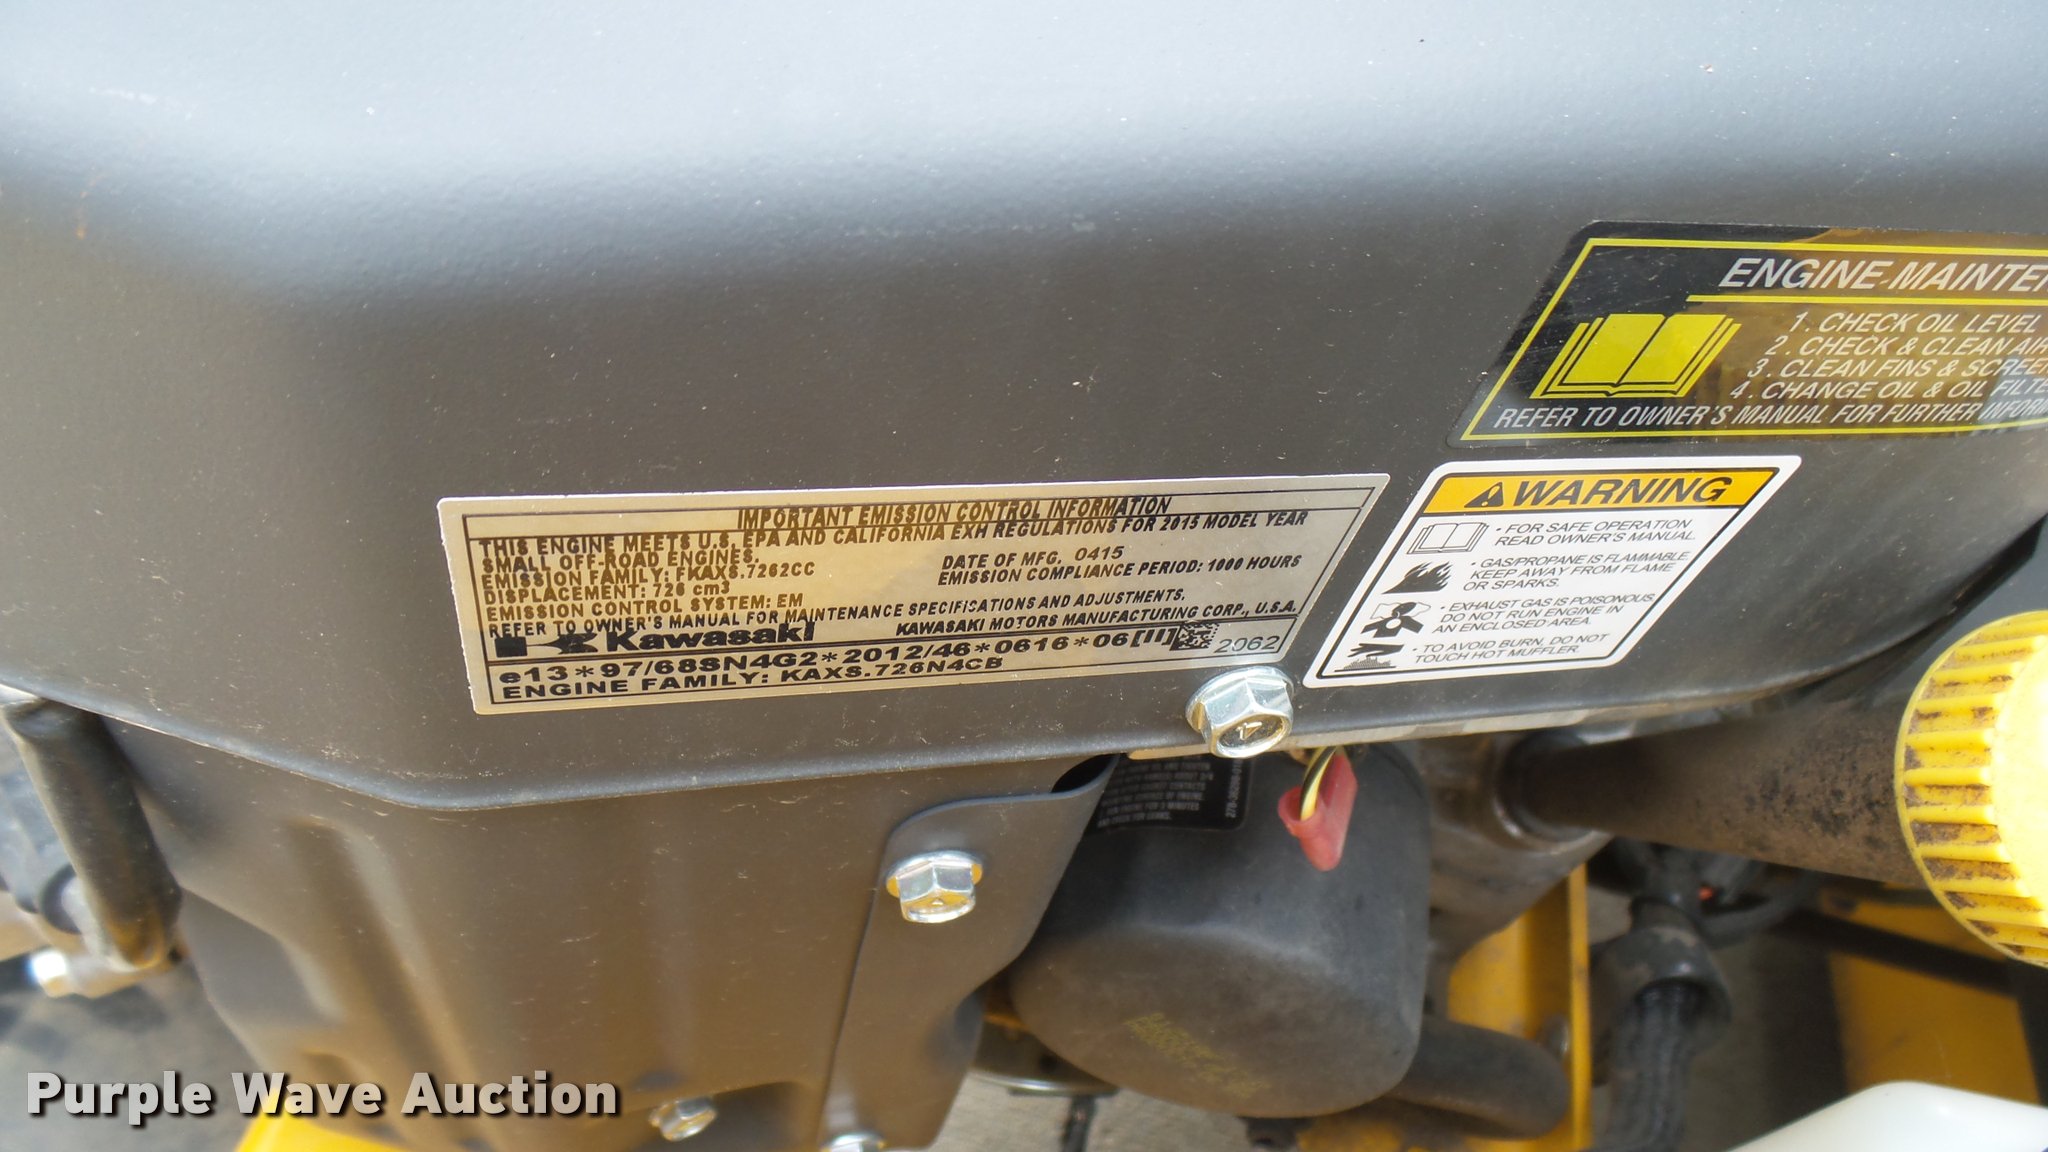 IMPORTANT EMISSION CONTROL INFORMATION
THIS ENGINE MEETS U.S. EPA AND CALIFORNIA EXH REGULATIONS FOR 2015 MODEL YEAR
SMALL OFF-ROAD ENGINES.
DATE OF MFG. 0415
EMISSION FAMILY: FKAXS.7262CC
EMISSION COMPLIANCE PERIOD: 1000 HOURS
DISPLACEMENT: 726 cm3
EMISSION CONTROL SYSTEM: EM
REFER TO OWNER'S MANUAL FOR MAINTENANCE SPECIFICATIONS AND ADJUSTMENTS.
Kawasaki KAWASAKI MOTORS MANUFACTURING CORP., U.S.A.
e13*97/68SN4G2*2012/46*0616*06[III] 2062
ENGINE FAMILY: KAXS.726N4CB
ENGINE MAINTE
1. CHECK OIL LEVEL
2. CHECK & CLEAN AIR
3. CLEAN FINS & SCREE
4. CHANGE OIL & OIL FILTE
REFER TO OWNER'S MANUAL FOR FURTHER INFORM
WARNING
• FOR SAFE OPERATION
READ OWNER'S MANUAL.
• GAS/PROPANE IS FLAMMABLE.
KEEP AWAY FROM FLAME
OR SPARKS.
• EXHAUST GAS IS POISONOUS.
DO NOT RUN ENGINE IN
AN ENCLOSED AREA.
• TO AVOID BURN, DO NOT
TOUCH HOT MUFFLER.
Purple Wave Auction